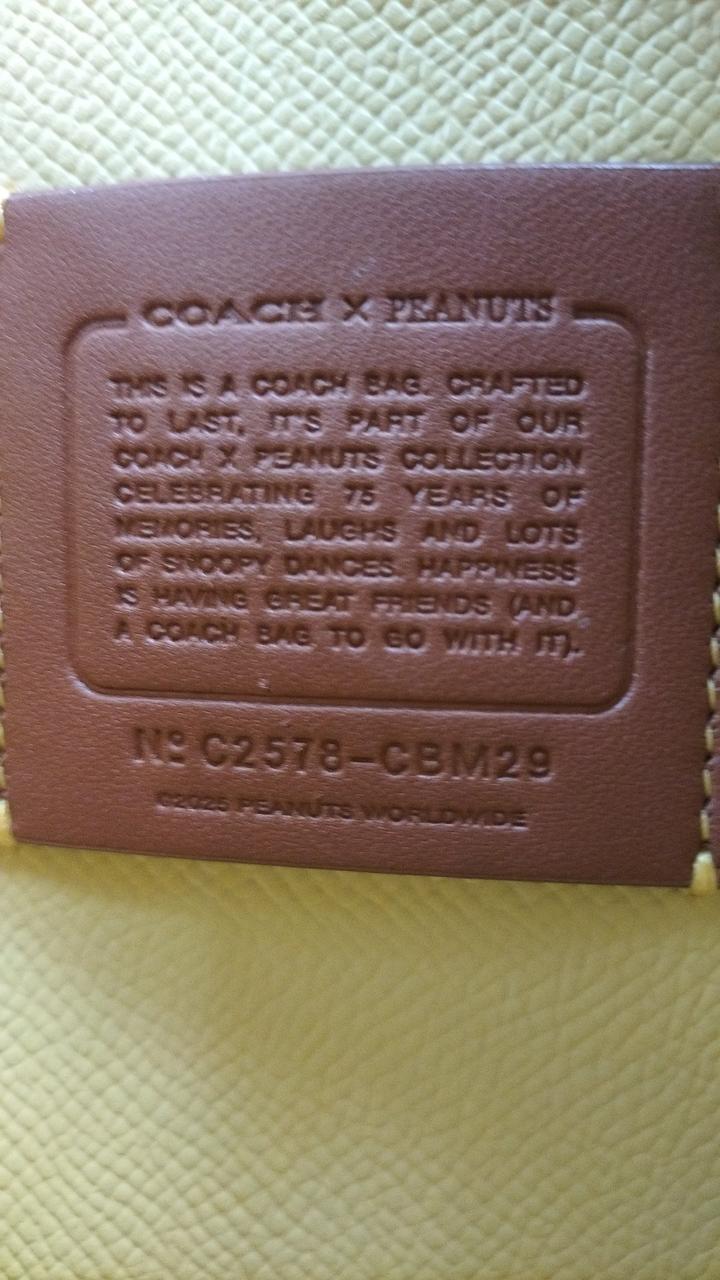 COACH X PEANUTS
THIS IS A COACH BAG. CRAFTED
TO LAST, IT'S PART OF OUR
COACH X PEANUTS COLLECTION
CELEBRATING 75 YEARS OF
MEMORIES, LAUGHS AND LOTS
OF SNOOPY DANCES. HAPPINESS
IS HAVING GREAT FRIENDS (AND
A COACH BAG TO GO WITH IT).
Nº C2578-CBM29
©2025 PEANUTS WORLDWIDE